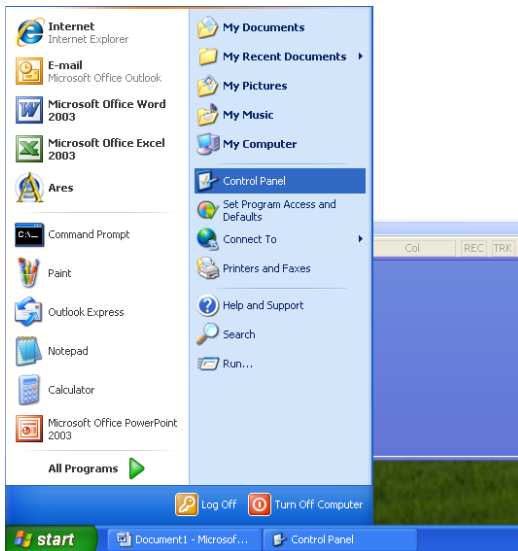 Internet
Internet Explorer
E-mail
Microsoft Office Outlook
Microsoft Office Word
2003
Microsoft Office Excel
2003
Ares
C:\_
Command Prompt
Paint
Outlook Express
Notepad
Calculator
Microsoft Office PowerPoint
2003
All Programs
My Documents
My Recent Documents
My Pictures
My Music
My Computer
Control Panel
Set Program Access and
Defaults
Connect To
Printers and Faxes
Help and Support
Search
Run...
Col REC TRK
Log Off Turn Off Computer
start Document1 - Microsof... Control Panel